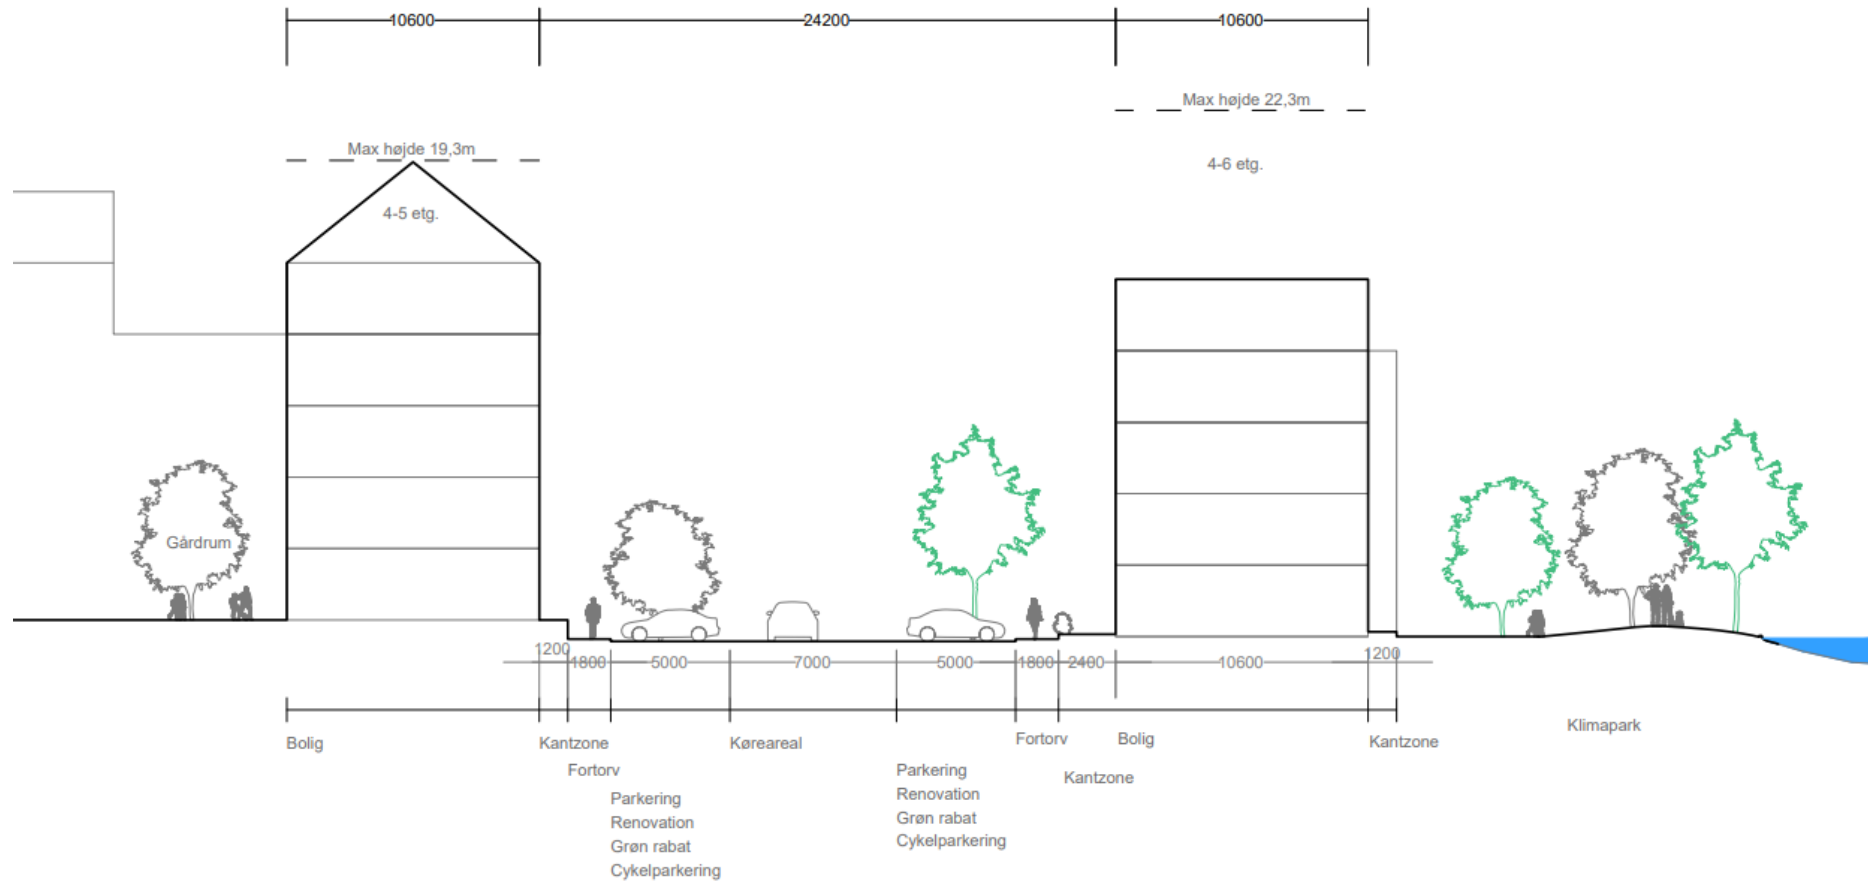 10600
24200
10600
Max højde 22,3m
Max højde 19,3m
4-6 etg.
4-5 etg.
Gårdrum
1200
1800
5000
7000
5000
1800
2400
10600
1200
Bolig
Kantzone
Fortorv
Parkering
Renovation
Grøn rabat
Cykelparkering
Køreareal
Parkering
Renovation
Grøn rabat
Cykelparkering
Fortorv
Kantzone
Bolig
Kantzone
Klimapark